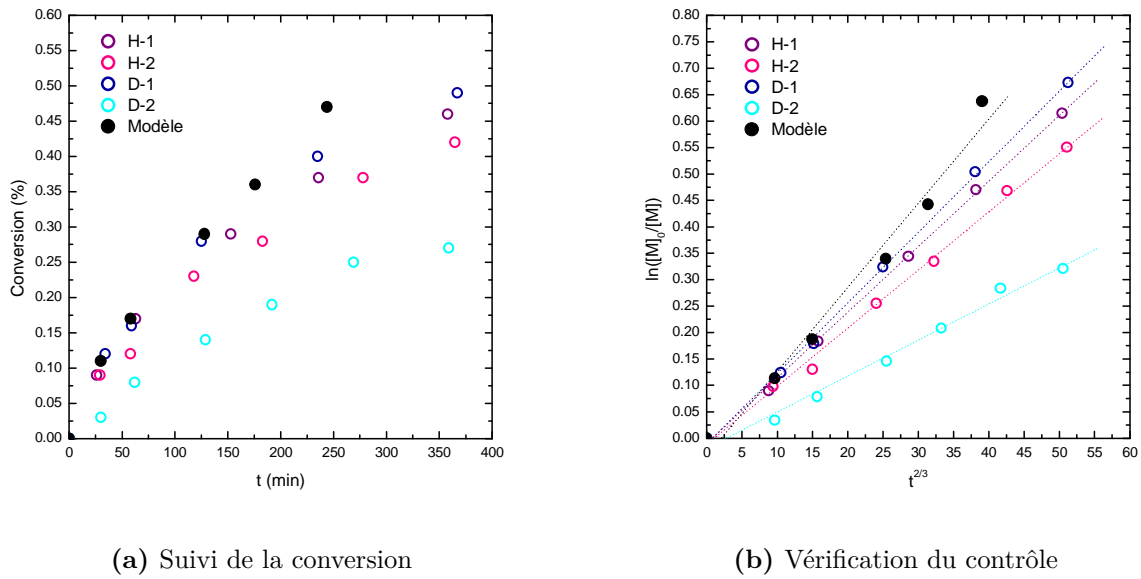 0.60
0.55
0.50
0.45
0.40
0.35
0.30
0.25
0.20
0.15
0.10
0.05
0.00
Conversion (%)
H-1
H-2
D-1
D-2
Modèle
0 50 100 150 200 250 300 350 400
t (min)
(a) Suivi de la conversion
0.80
0.75
0.70
0.65
0.60
0.55
0.50
0.45
0.40
0.35
0.30
0.25
0.20
0.15
0.10
0.05
0.00
ln([M]₀/[M])
H-1
H-2
D-1
D-2
Modèle
0 5 10 15 20 25 30 35 40 45 50 55 60
t^{2/3}
(b) Vérification du contrôle